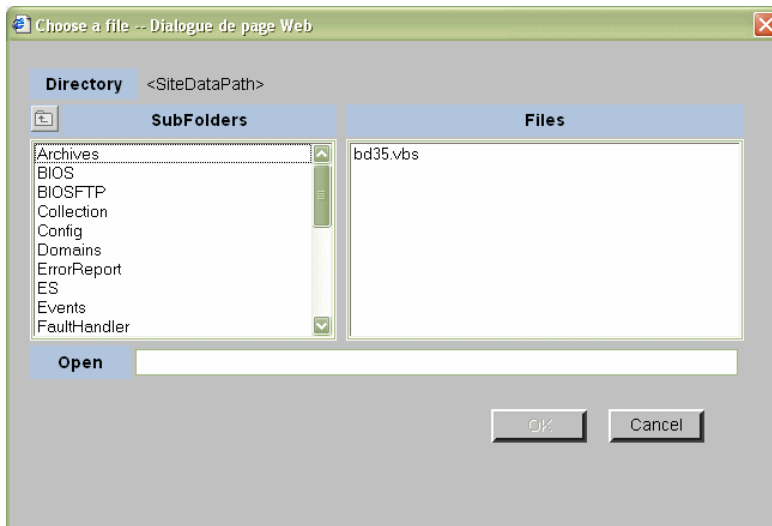 Choose a file -- Dialogue de page Web
Directory <SiteDataPath>
SubFolders Files
Archives bd35.vbs
BIOS
BIOSFTP
Collection
Config
Domains
ErrorReport
ES
Events
FaultHandler
Open
OK Cancel